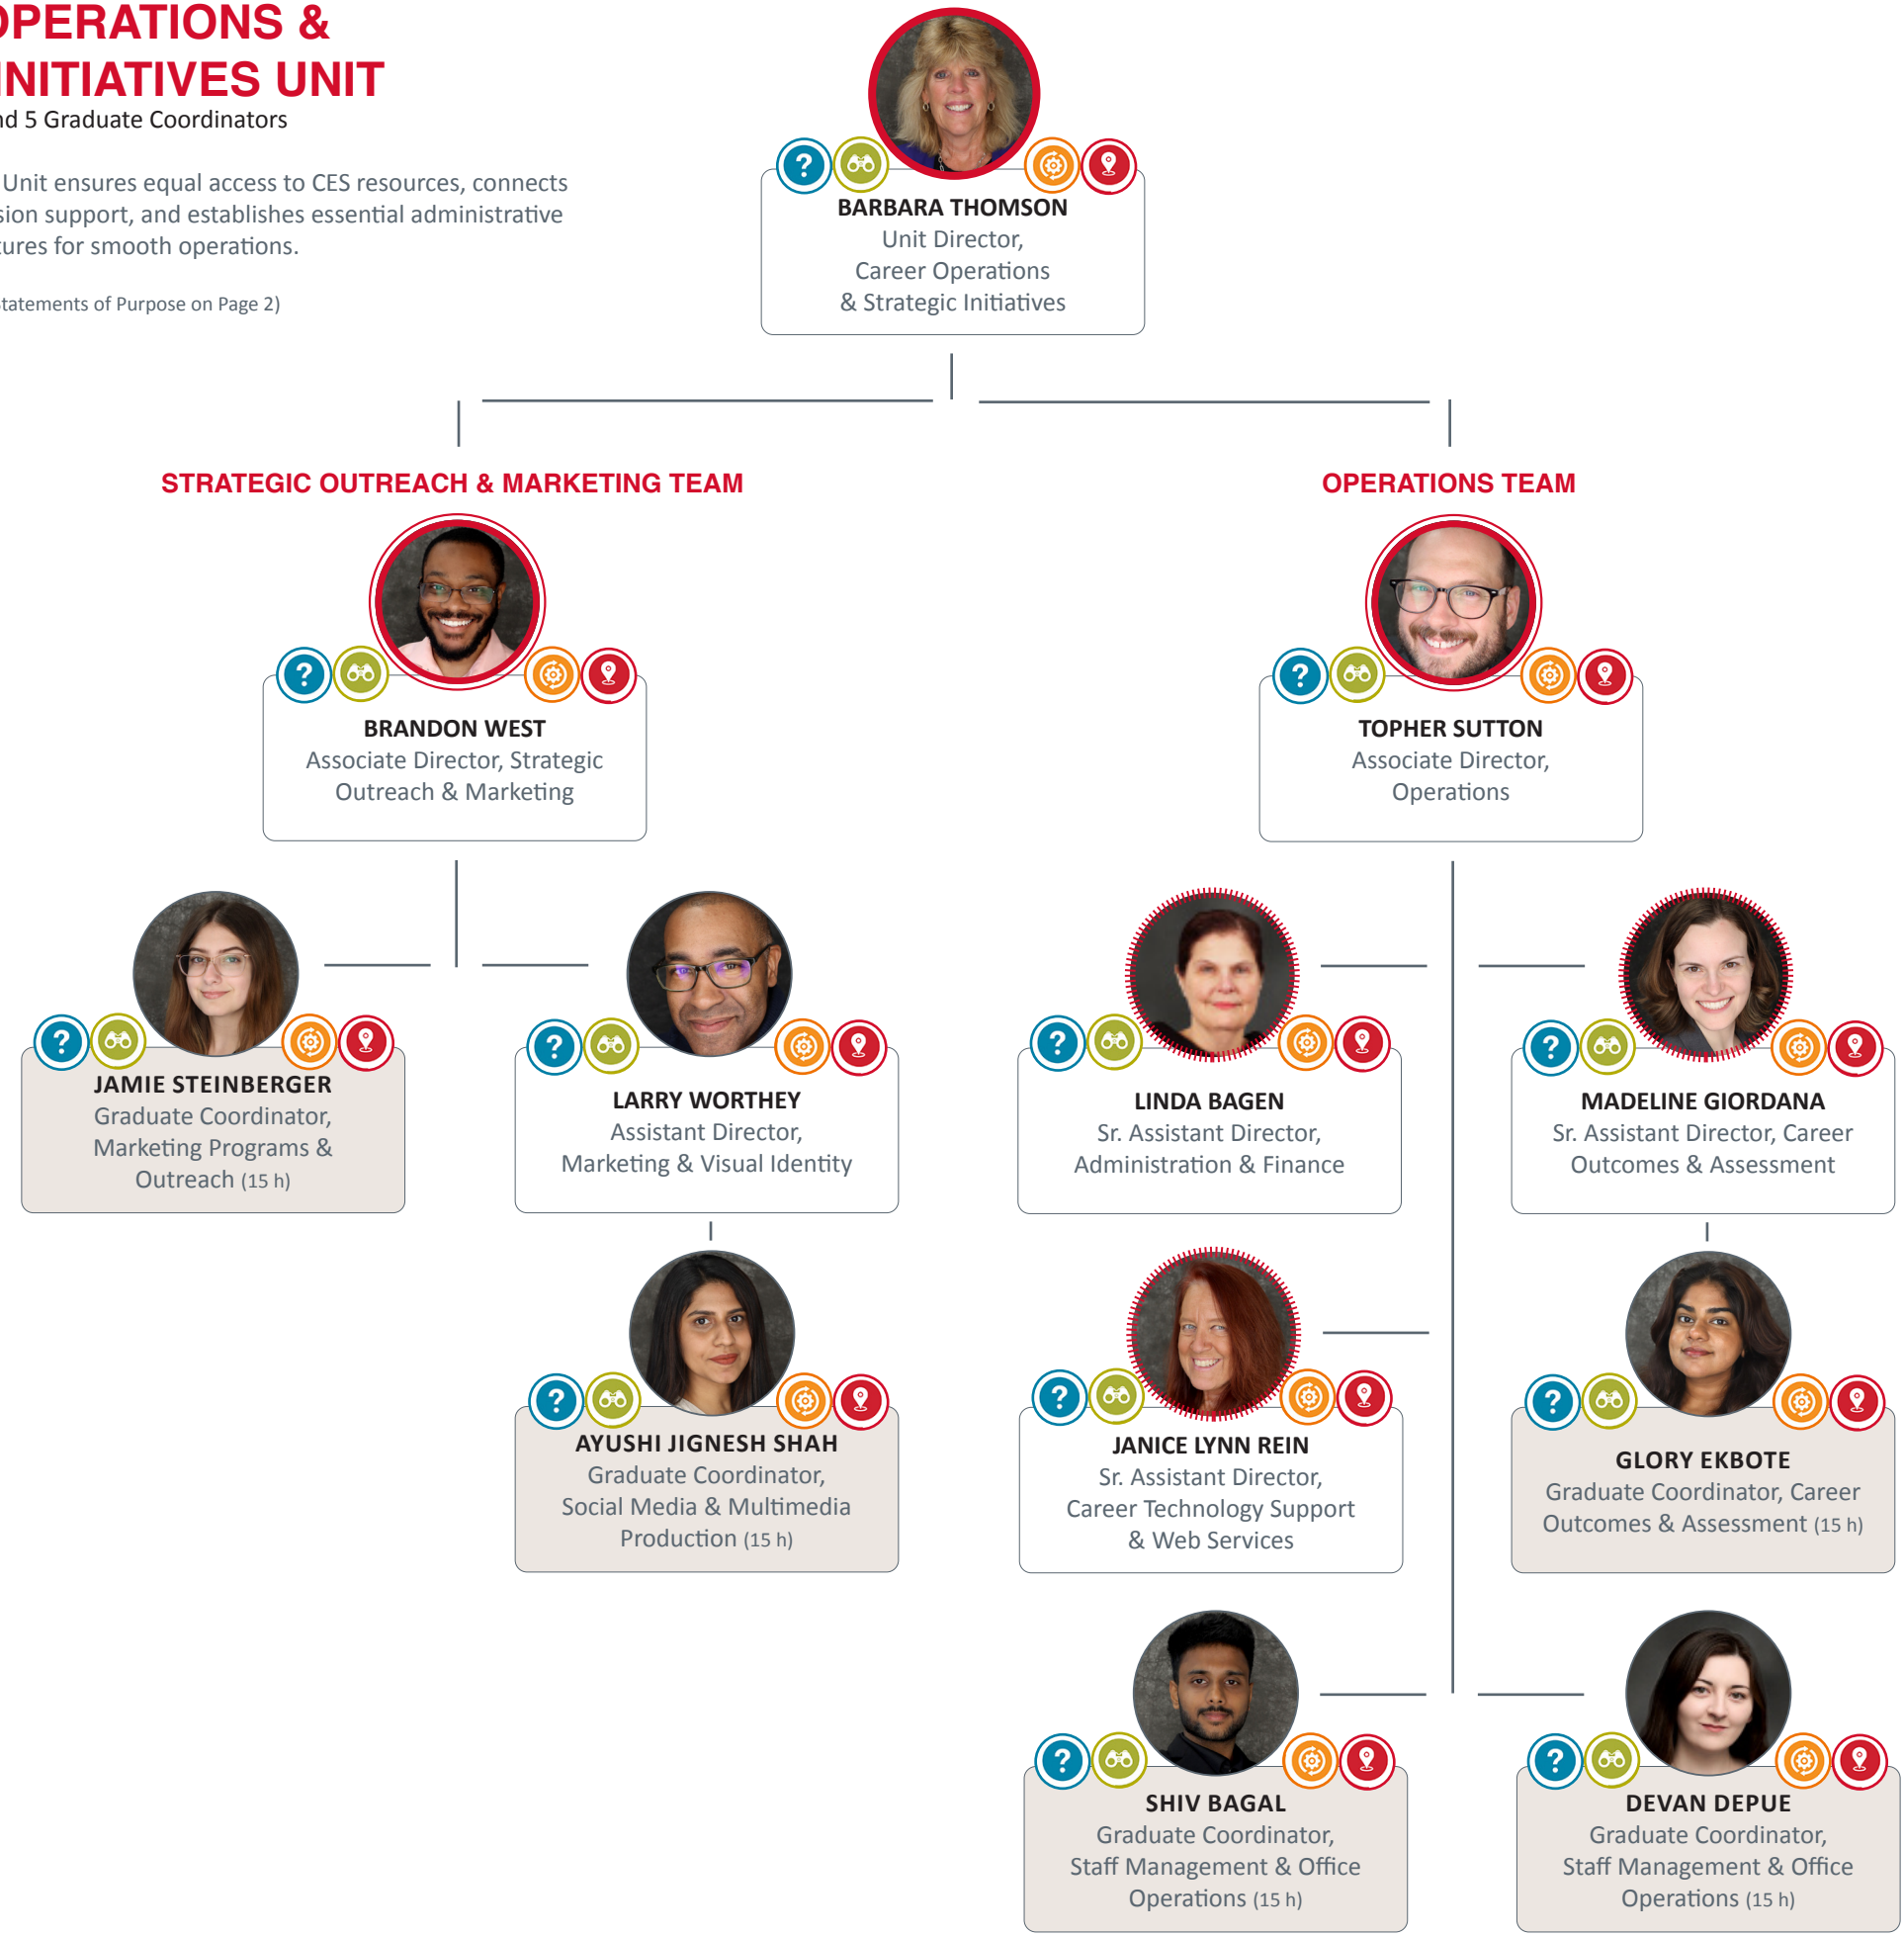 OPERATIONS &
INITIATIVES UNIT
and 5 Graduate Coordinators
Unit ensures equal access to CES resources, connects
support, and establishes essential administrative
for smooth operations.
Statements of Purpose on Page 2)
BARBARA THOMSON
Unit Director,
Career Operations
& Strategic Initiatives
STRATEGIC OUTREACH & MARKETING TEAM
OPERATIONS TEAM
BRANDON WEST
Associate Director, Strategic
Outreach & Marketing
TOPHER SUTTON
Associate Director,
Operations
JAMIE STEINBERGER
Graduate Coordinator,
Marketing Programs &
Outreach (15 h)
LARRY WORTHEY
Assistant Director,
Marketing & Visual Identity
LINDA BAGEN
Sr. Assistant Director,
Administration & Finance
MADELINE GIORDANA
Sr. Assistant Director, Career
Outcomes & Assessment
AYUSHI JIGNESH SHAH
Graduate Coordinator,
Social Media & Multimedia
Production (15 h)
JANICE LYNN REIN
Sr. Assistant Director,
Career Technology Support
& Web Services
GLORY EKBOTE
Graduate Coordinator, Career
Outcomes & Assessment (15 h)
SHIV BAGAL
Graduate Coordinator,
Staff Management & Office
Operations (15 h)
DEVAN DEPUE
Graduate Coordinator,
Staff Management & Office
Operations (15 h)